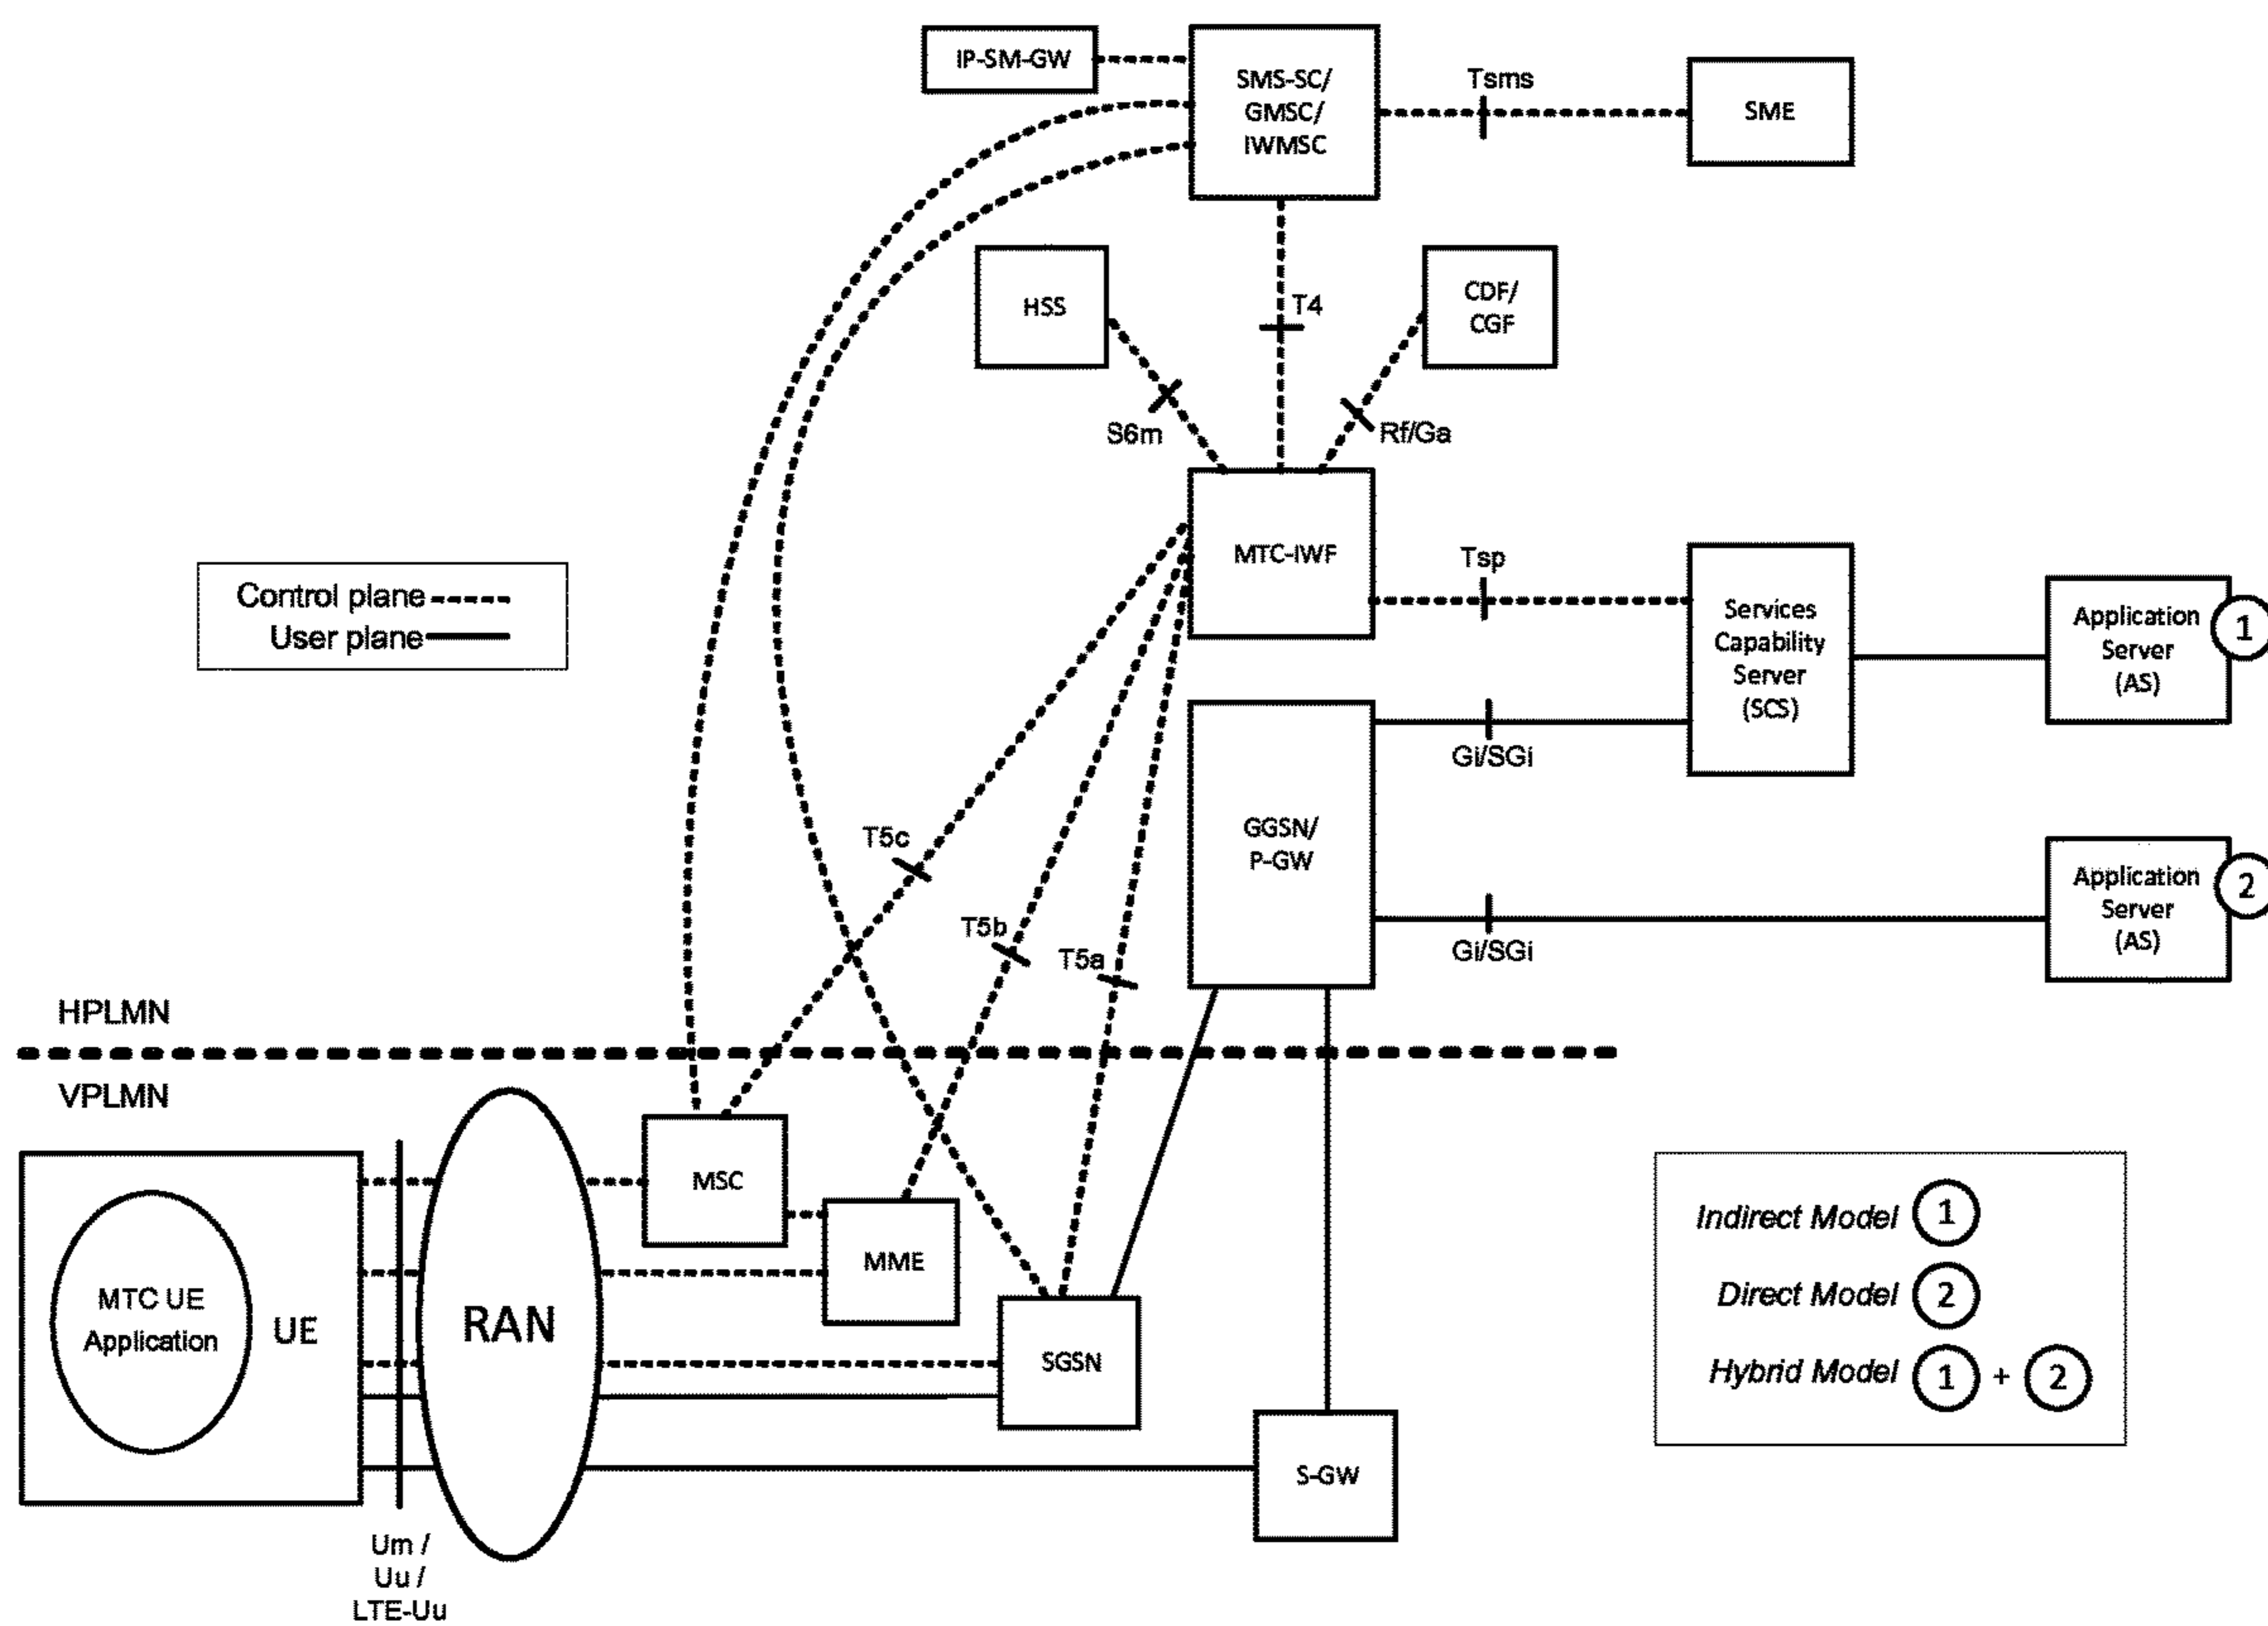 IP-SM-GW
SMS-SC/
GMSC/
IWMSC
Tsms
SME
HSS
T4
CDF/
CGF
S6m
Rf/Ga
MTC-IWF
Tsp
Services
Capability
Server
(SCS)
Application
Server
(AS)
1
Control plane
User plane
Gi/SGi
GGSN/
P-GW
T5c
T5b
T5a
Gi/SGi
Application
Server
(AS)
2
HPLMN
VPLMN
MSC
MME
SGSN
S-GW
MTC UE
Application
UE
RAN
Um /
Uu /
LTE-Uu
Indirect Model 1
Direct Model 2
Hybrid Model 1 + 2